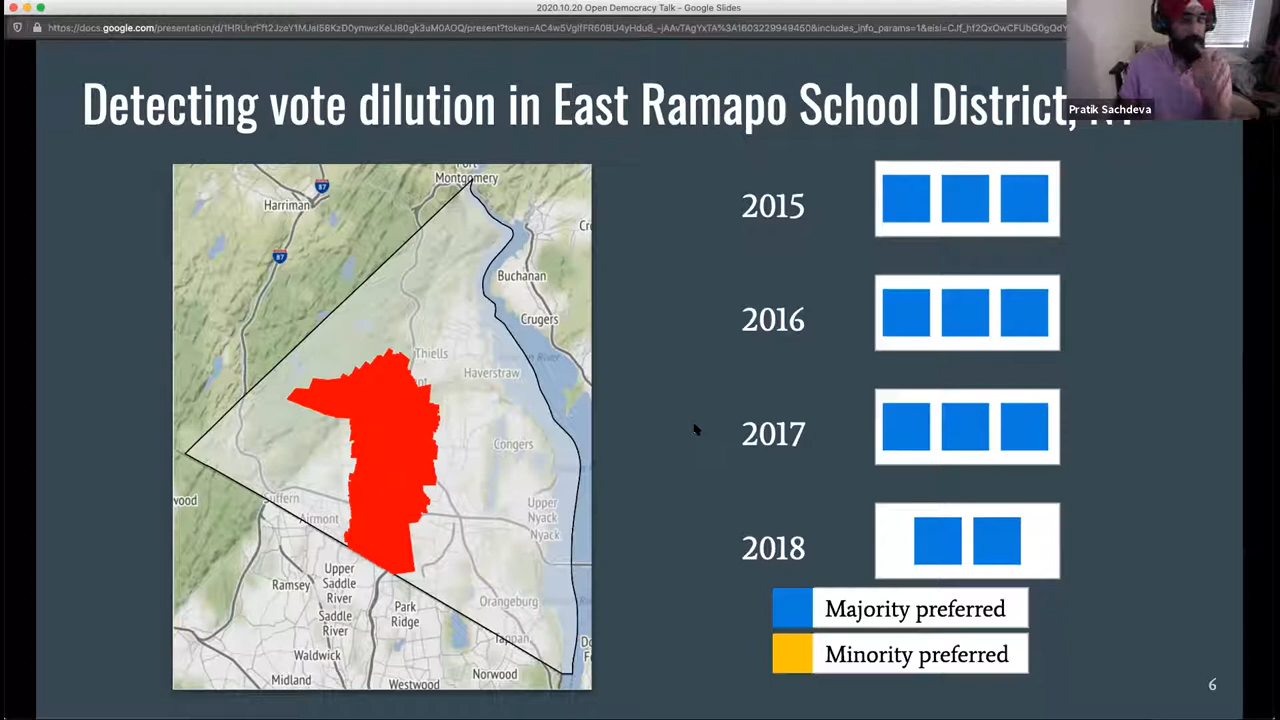 2020.10.20 Open Democracy Talk – Google Slides
Pratik Sachdeva
Detecting vote dilution in East Ramapo School District,
Montgomery
87
Harriman
87
Buchanan
Crugers
Thiells
Haverstraw
Congers
Suffern
Airmont
Upper
Nyack
Nyack
Upper
Saddle
River
Ramsey
Saddle
River
Park
Ridge
Orangeburg
Tappan
Waldwick
Norwood
Midland
Westwood
2015
2016
2017
2018
Majority preferred
Minority preferred
6